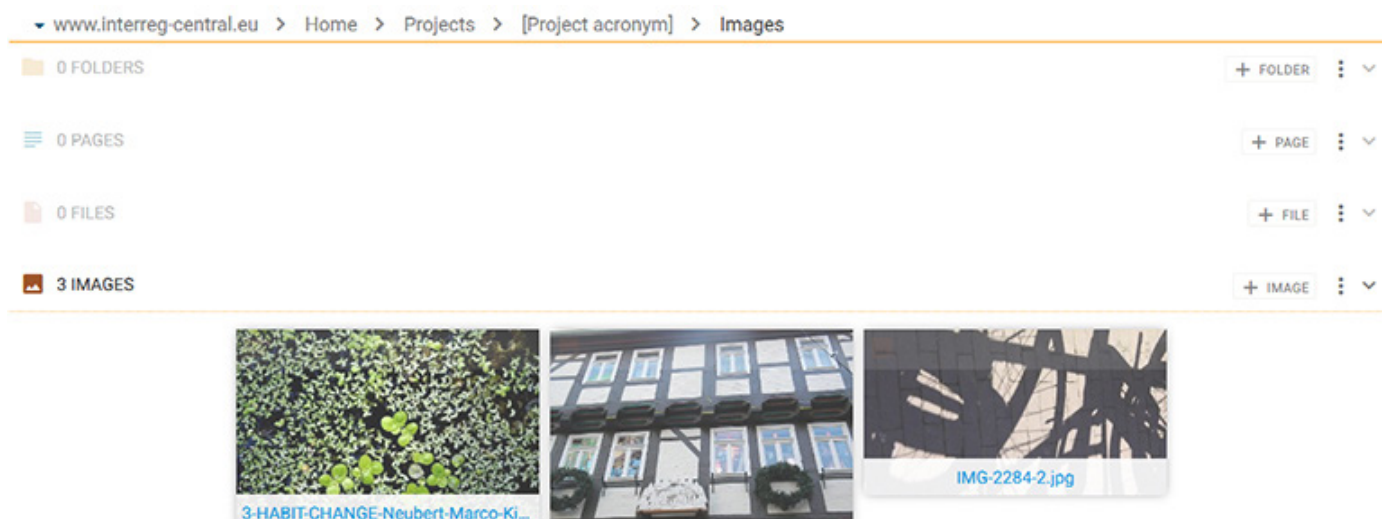 www.interreg-central.eu > Home > Projects > [Project acronym] > Images
0 FOLDERS + FOLDER
0 PAGES + PAGE
0 FILES + FILE
3 IMAGES + IMAGE
IMG-2284-2.jpg
3-HABIT-CHANGE-Neubert-Marco-Ki...